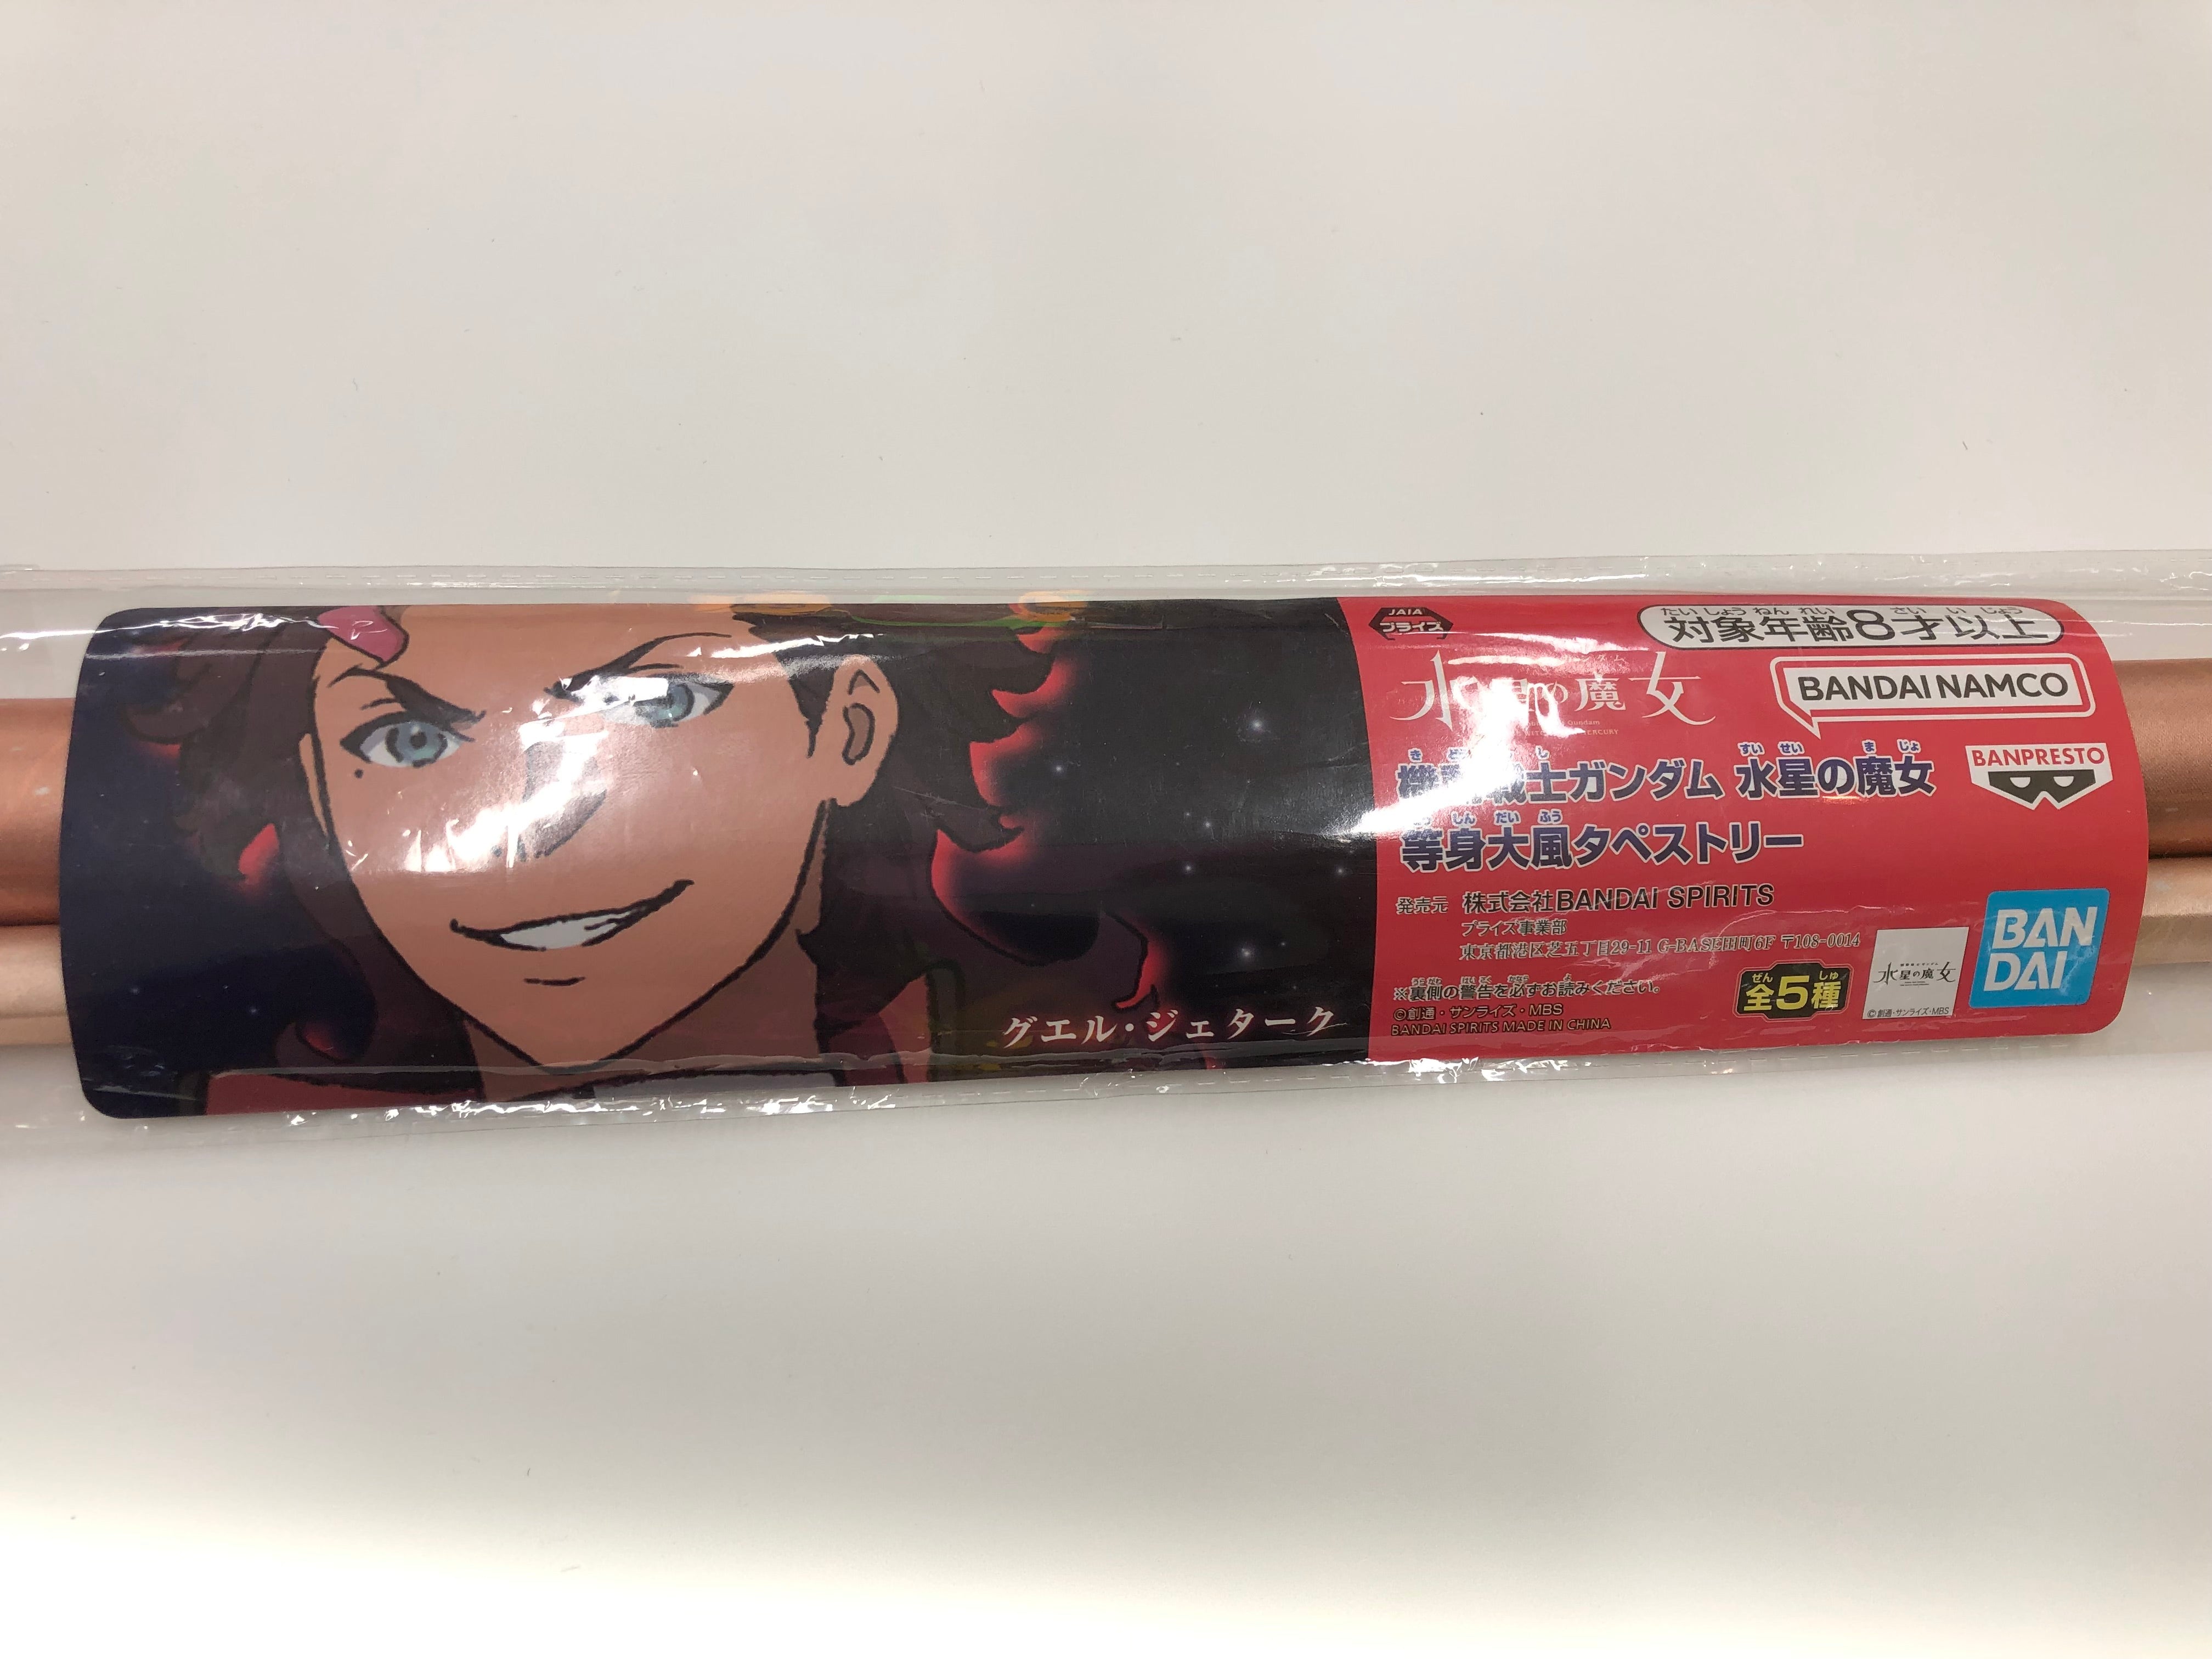 グエル・ジェターク
JAIA
プライズ
たいしょうねんれい さい いじょう
対象年齢8才以上
水星の魔女
BANDAI NAMCO
すいせい まじょ
機動戦士ガンダム 水星の魔女
BANPRESTO
しんだいふう
等身大風タペストリー
発売元 株式会社BANDAI SPIRITS
プライズ事業部
東京都港区芝五丁目29-11 G-BASE田町6F 〒108-0014
※裏側の警告を必ずお読みください。
©創通・サンライズ・MBS
BANDAI SPIRITS MADE IN CHINA
ぜん しゅ
全5種
水星の魔女
©創通・サンライズ・MBS
BAN
DAI